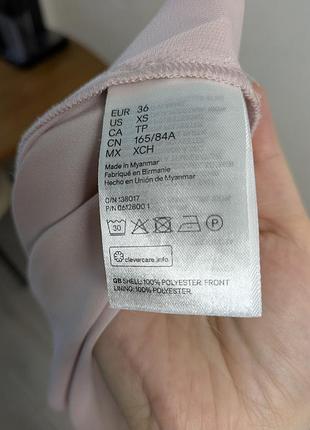 EUR 36
US XS
CA TP
CN 165/84A
MX XCH
Made in Myanmar
Fabriqué en Birmanie
Hecho en Unión de Myanmar
O/N 138017
P/N 0612800 1
30
P
clevercare.info
GB SHELL: 100% POLYESTER. FRONT
LINING: 100% POLYESTER.